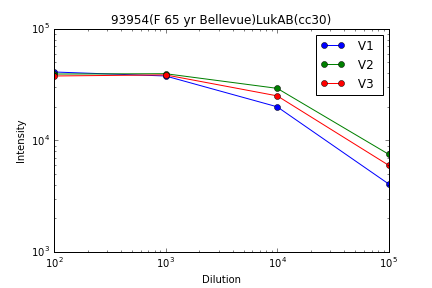 93954(F 65 yr Bellevue)LukAB(cc30)
10^5
V1
V2
V3
Intensity
10^4
10^3
10^2 10^3 10^4 10^5
Dilution